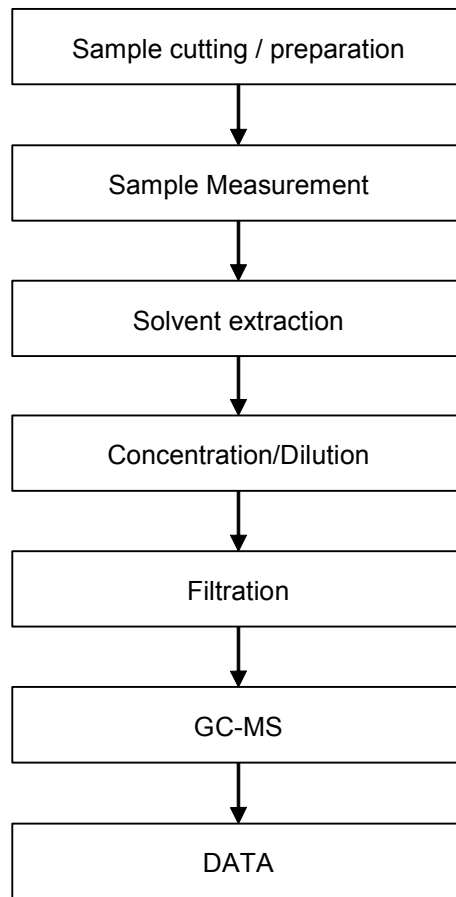 Sample cutting / preparation
Sample Measurement
Solvent extraction
Concentration/Dilution
Filtration
GC-MS
DATA